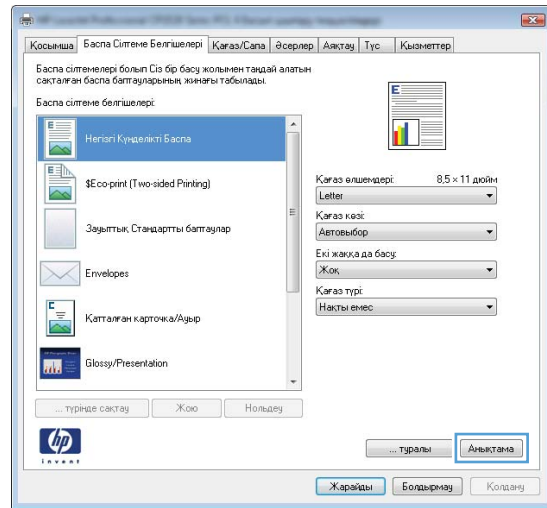 Қосымша Баспа Сілтеме Белгішелері Қағаз/Сапа Әсерлер Аяқтау Түс Қызметтер
Баспа сілтемелері болып Сіз бір басу жолымен таңдай алатын
сақталған баспа баптауларының жинағы табылады.
Баспа сілтеме белгішелері:
Негізгі Күнделікті Баспа
$Eco-print (Two-sided Printing)
Зауыттық Стандартты баптаулар
Envelopes
Қатталған карточка/Ауыр
Glossy/Presentation
... түрінде сақтау Жою Нольдеу
E
Қағаз өлшемдері: 8,5 × 11 дюйм
Letter
Қағаз көзі:
Автовыбор
Екі жаққа да басу:
Жоқ
Қағаз түрі:
Нақты емес
hp
invent
... туралы Анықтама
Жарайды Болдырмау Қолдану